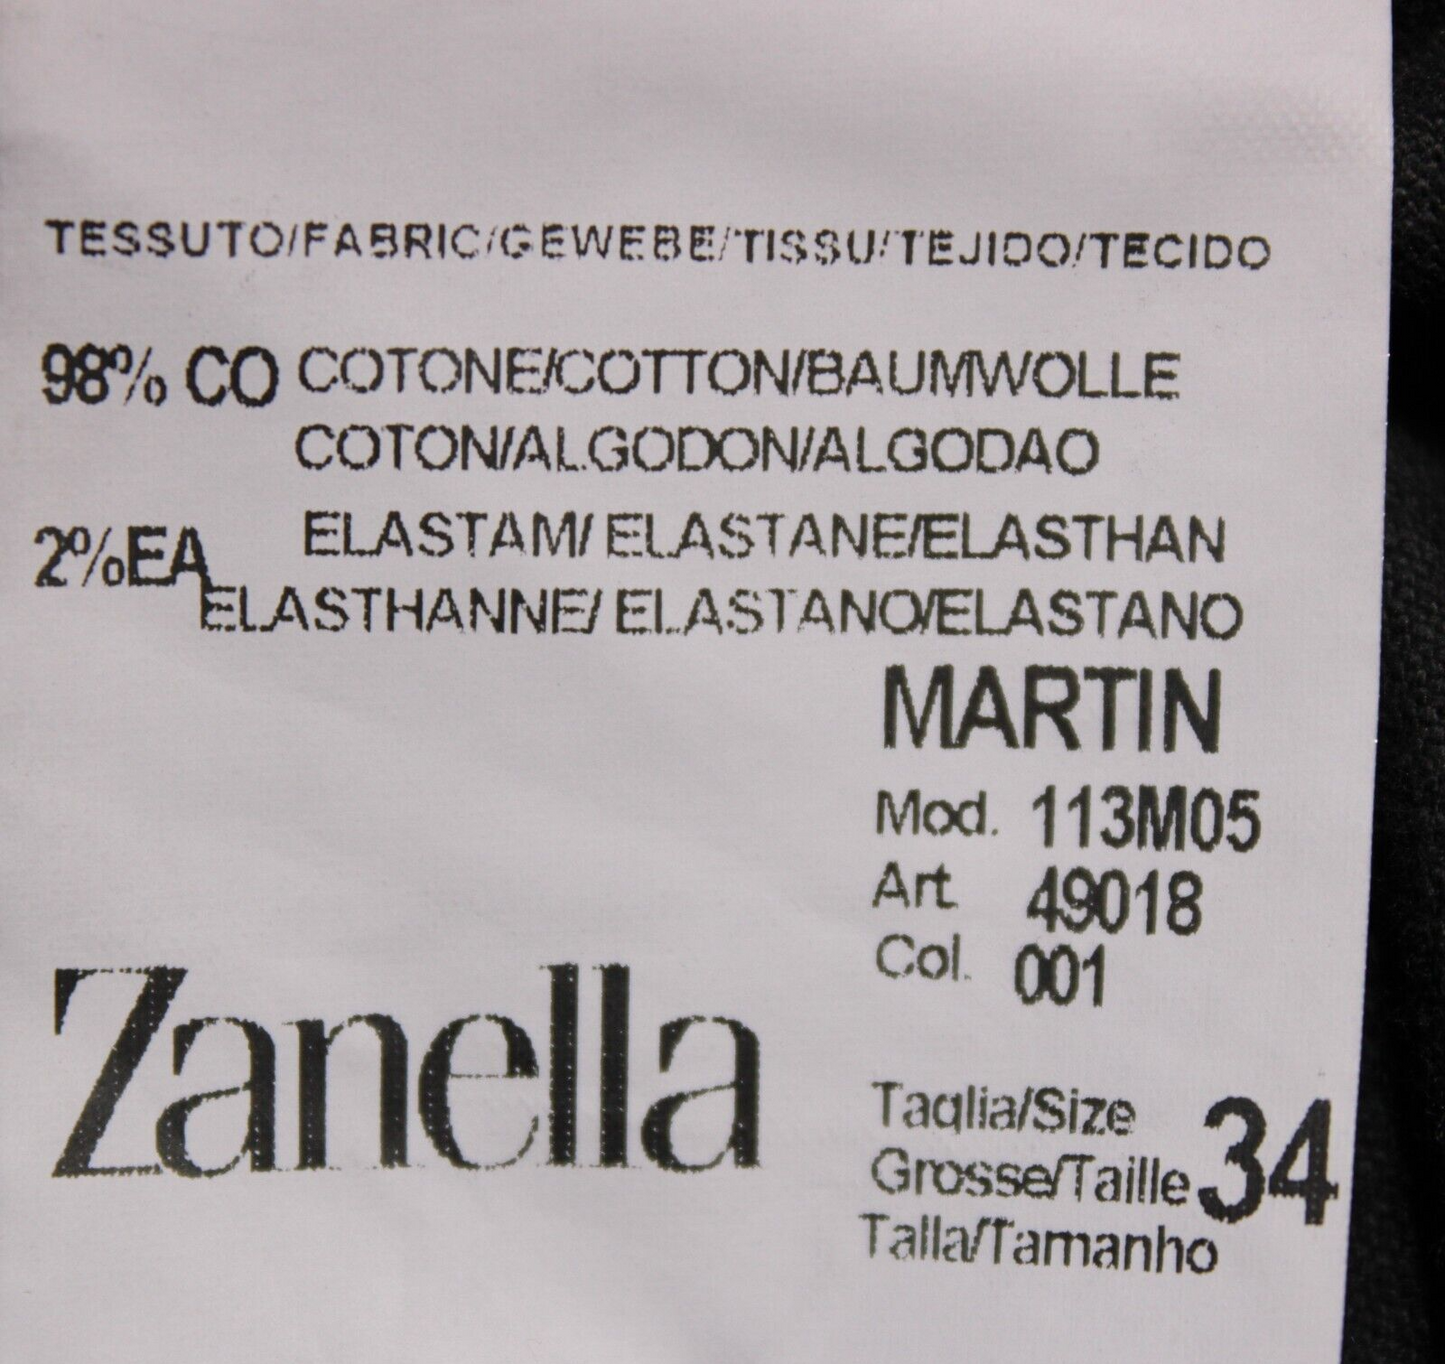 TESSUTO/FABRIC/GEWEBE/TISSU/TEJIDO/TECIDO
98% CO COTONE/COTTON/BAUMWOLLE
COTON/ALGODON/ALGODAO
2%EA ELASTAM/ ELASTANE/ELASTHAN
ELASTHANNE/ ELASTANO/ELASTANO
MARTIN
Mod. 113M05
Art. 49018
Col. 001
Zanella
Taglia/Size
Grosse/Taille 34
Talla/Tamanho